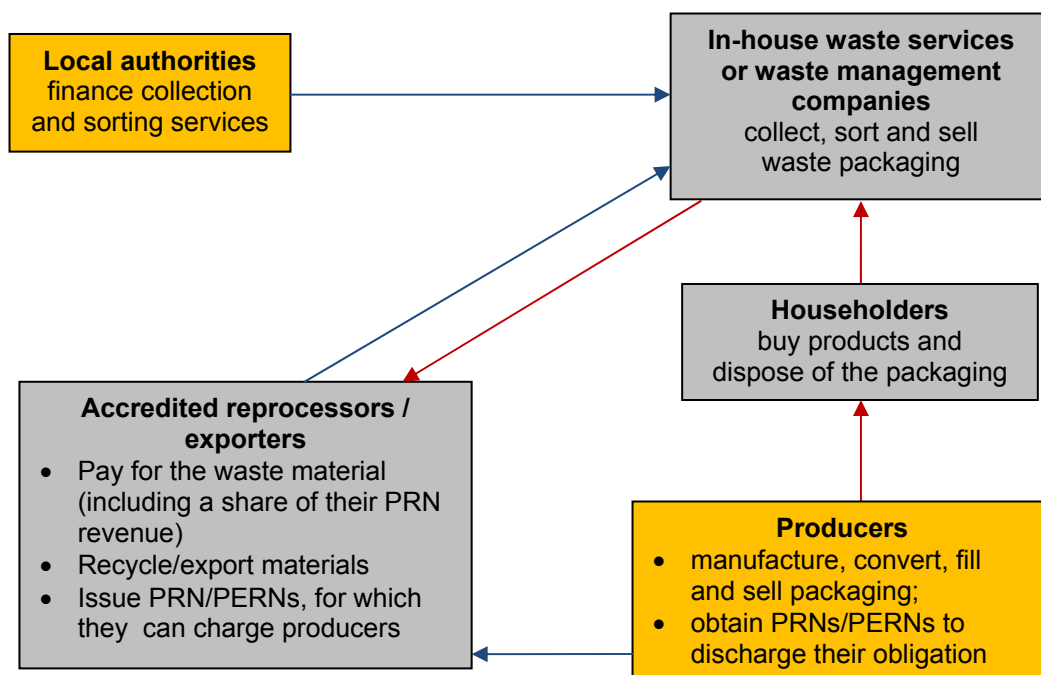 Local authorities
finance collection
and sorting services
In-house waste services
or waste management
companies
collect, sort and sell
waste packaging
Householders
buy products and
dispose of the packaging
Accredited reprocessors /
exporters
• Pay for the waste material
(including a share of their PRN
revenue)
• Recycle/export materials
• Issue PRN/PERNs, for which
they can charge producers
Producers
• manufacture, convert, fill
and sell packaging;
• obtain PRNs/PERNs to
discharge their obligation